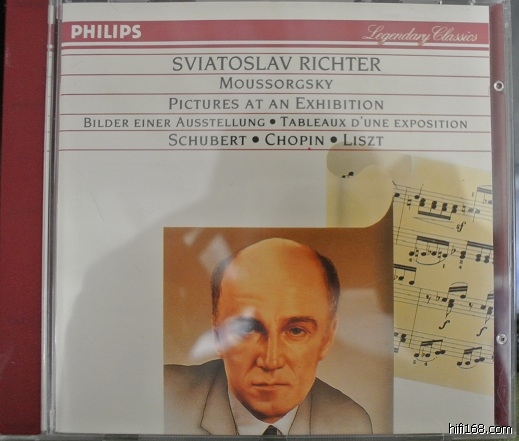 PHILIPS
Legendary Classics
SVIATOSLAV RICHTER
MOUSSORGSKY
PICTURES AT AN EXHIBITION
BILDER EINER AUSSTELLUNG • TABLEAUX D'UNE EXPOSITION
SCHUBERT • CHOPIN • LISZT
sf
hifi168.com